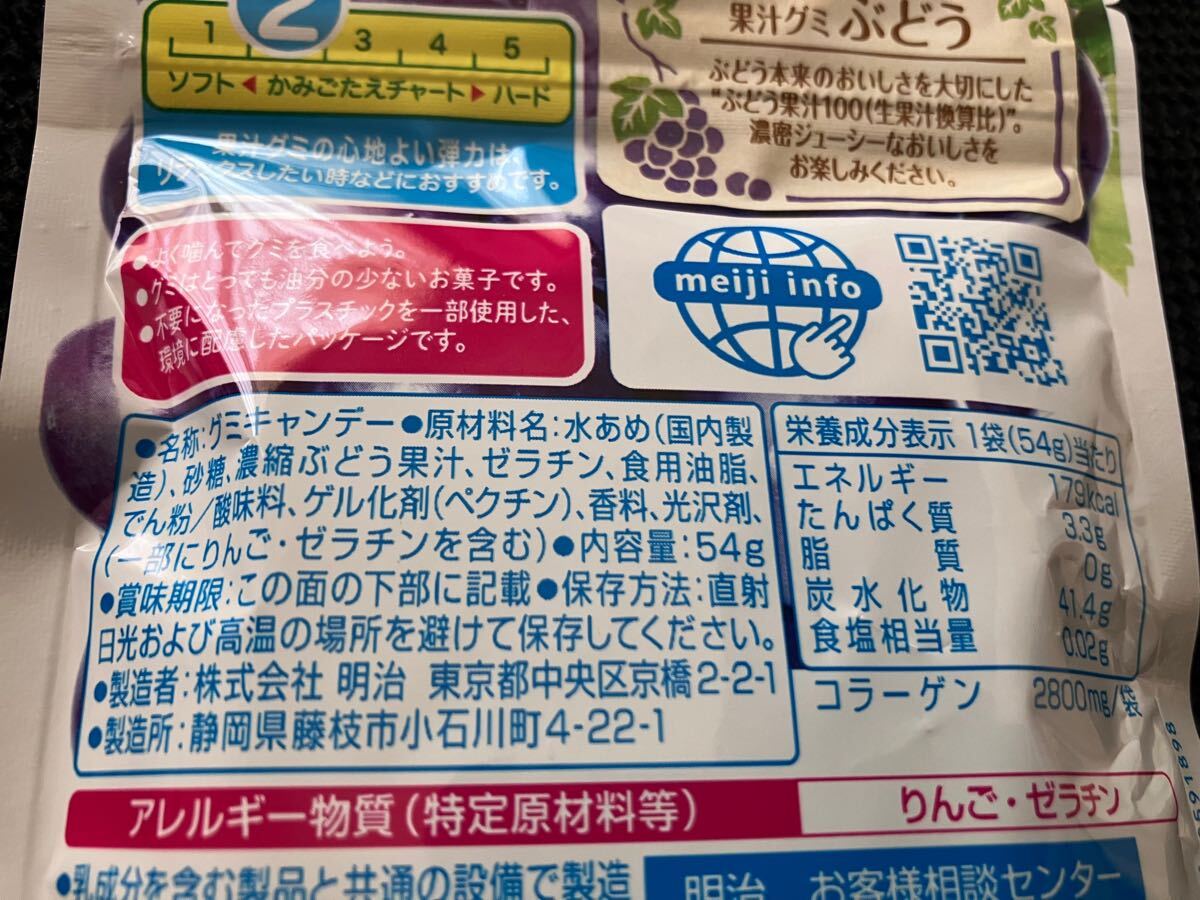 1 2 3 4 5
ソフト◀かみごたえチャート▶ハード
果汁グミの心地よい弾力は、
リラックスしたい時などにおすすめです。
果汁グミ ぶどう
ぶどう本来のおいしさを大切にした
“ぶどう果汁100(生果汁換算比)”。
濃密ジューシーなおいしさを
お楽しみください。
●よく噛んでグミを食べよう。
●グミはとっても油分の少ないお菓子です。
●不要になったプラスチックを一部使用した、
環境に配慮したパッケージです。
meiji info
●名称:グミキャンデー●原材料名:水あめ(国内製
造)、砂糖、濃縮ぶどう果汁、ゼラチン、食用油脂、
でん粉/酸味料、ゲル化剤(ペクチン)、香料、光沢剤、
(一部にりんご・ゼラチンを含む)●内容量:54g
●賞味期限:この面の下部に記載●保存方法:直射
日光および高温の場所を避けて保存してください。
●製造者:株式会社 明治 東京都中央区京橋2-2-1
●製造所:静岡県藤枝市小石川町4-22-1
栄養成分表示 1袋(54g)当たり
エネルギー 179kcal
たんぱく質 3.3g
脂質 0g
炭水化物 41.4g
食塩相当量 0.02g
コラーゲン 2800mg/袋
591898
アレルギー物質(特定原材料等) りんご・ゼラチン
●乳成分を含む製品と共通の設備で製造
明治 お客様相談センター